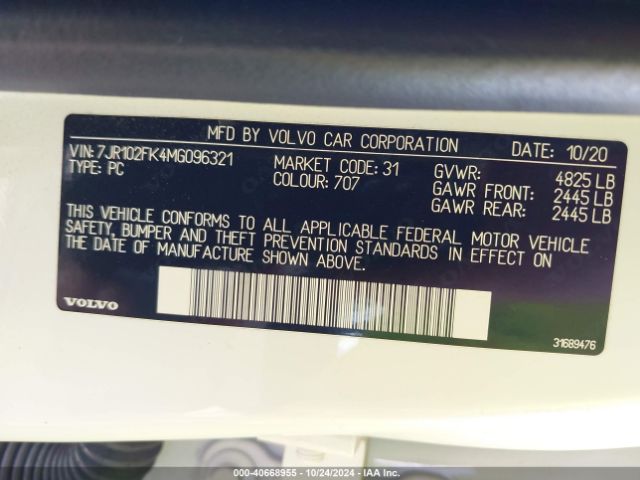 MFD BY VOLVO CAR CORPORATION DATE: 10/20
VIN:7JR102FK4MG096321 MARKET CODE: 31 GVWR: 4825 LB
TYPE: PC COLOUR: 707 GAWR FRONT: 2445 LB
GAWR REAR: 2445 LB
THIS VEHICLE CONFORMS TO ALL APPLICABLE FEDERAL MOTOR VEHICLE
SAFETY, BUMPER AND THEFT PREVENTION STANDARDS IN EFFECT ON
THE DATE OF MANUFACTURE SHOWN ABOVE.
VOLVO
31689476
000-40668955 - 10/24/2024 - IAA Inc.